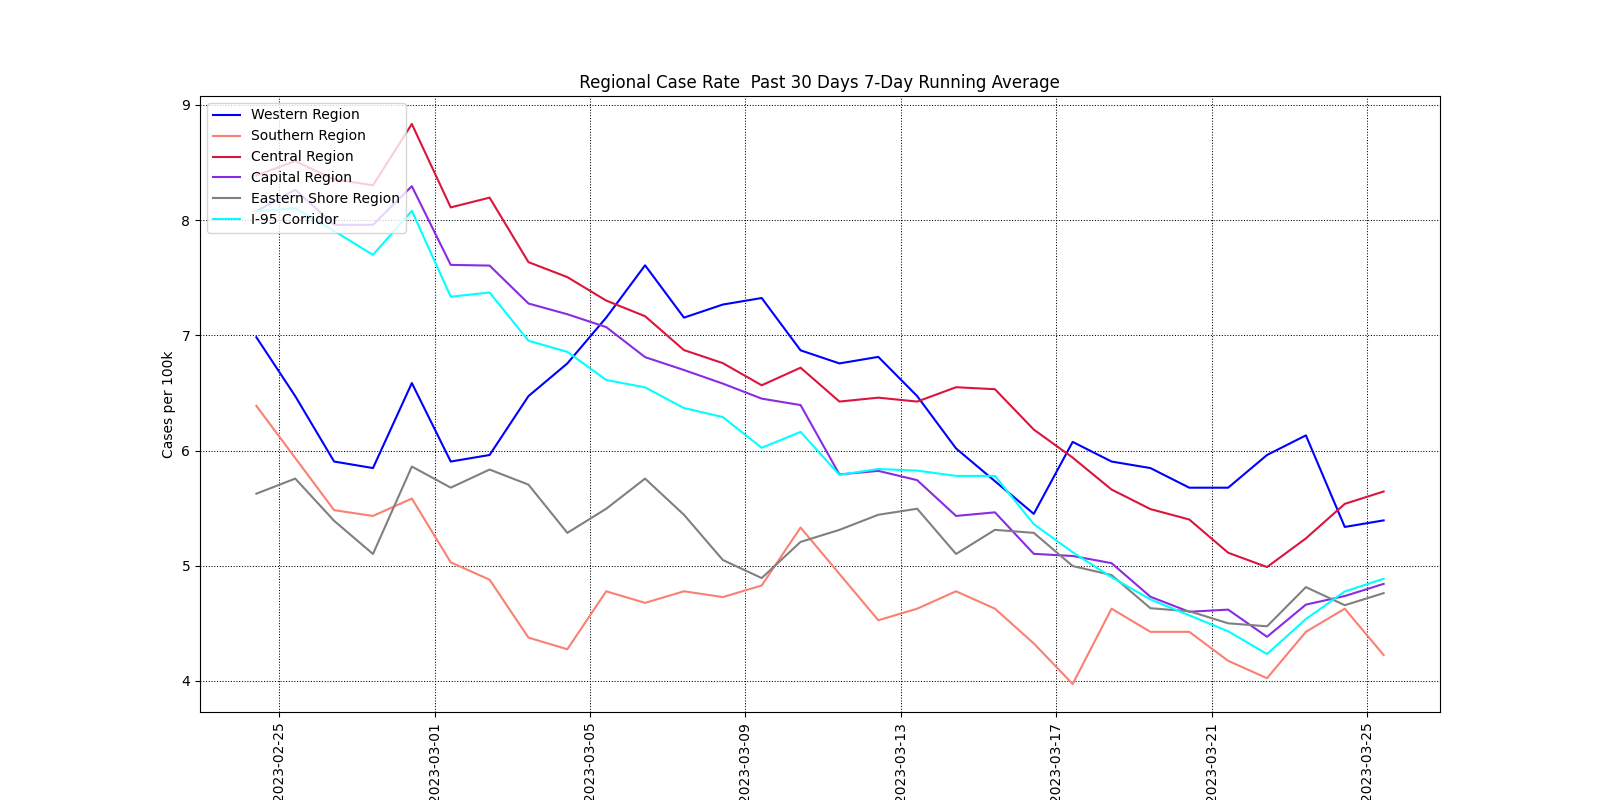 Regional Case Rate  Past 30 Days 7-Day Running Average
Cases per 100k
9
8
7
6
5
4
Western Region
Southern Region
Central Region
Capital Region
Eastern Shore Region
I-95 Corridor
2023-02-25
2023-03-01
2023-03-05
2023-03-09
2023-03-13
2023-03-17
2023-03-21
2023-03-25